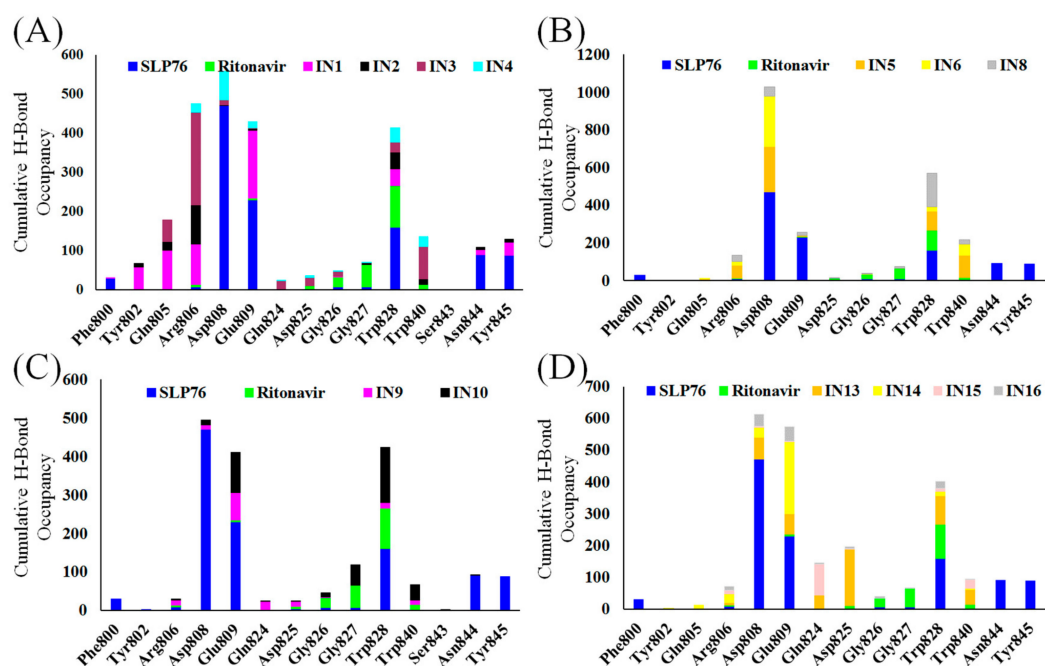 (A)
600
500
400
300
200
100
0
Cumulative H-Bond
Occupancy
SLP76 Ritonavir IN1 IN2 IN3 IN4
Phe800 Tyr802 Gln805 Arg806 Asp808 Glu809 Gln824 Asp825 Gly826 Gly827 Trp828 Trp840 Ser843 Asn844 Tyr845
(B)
1200
1000
800
600
400
200
0
Cumulative H-Bond
Occupancy
SLP76 Ritonavir IN5 IN6 IN8
Phe800 Tyr802 Gln805 Arg806 Asp808 Glu809 Asp825 Gly826 Gly827 Trp828 Trp840 Asn844 Tyr845
(C)
600
500
400
300
200
100
0
Cumulative H-Bond
Occupancy
SLP76 Ritonavir IN9 IN10
Phe800 Tyr802 Arg806 Asp808 Glu809 Gln824 Asp825 Gly826 Gly827 Trp828 Trp840 Ser843 Asn844 Tyr845
(D)
700
600
500
400
300
200
100
0
Cumulative H-Bond
Occupancy
SLP76 Ritonavir IN13 IN14 IN15 IN16
Phe800 Tyr802 Gln805 Arg806 Asp808 Glu809 Gln824 Asp825 Gly826 Gly827 Trp828 Trp840 Asn844 Tyr845